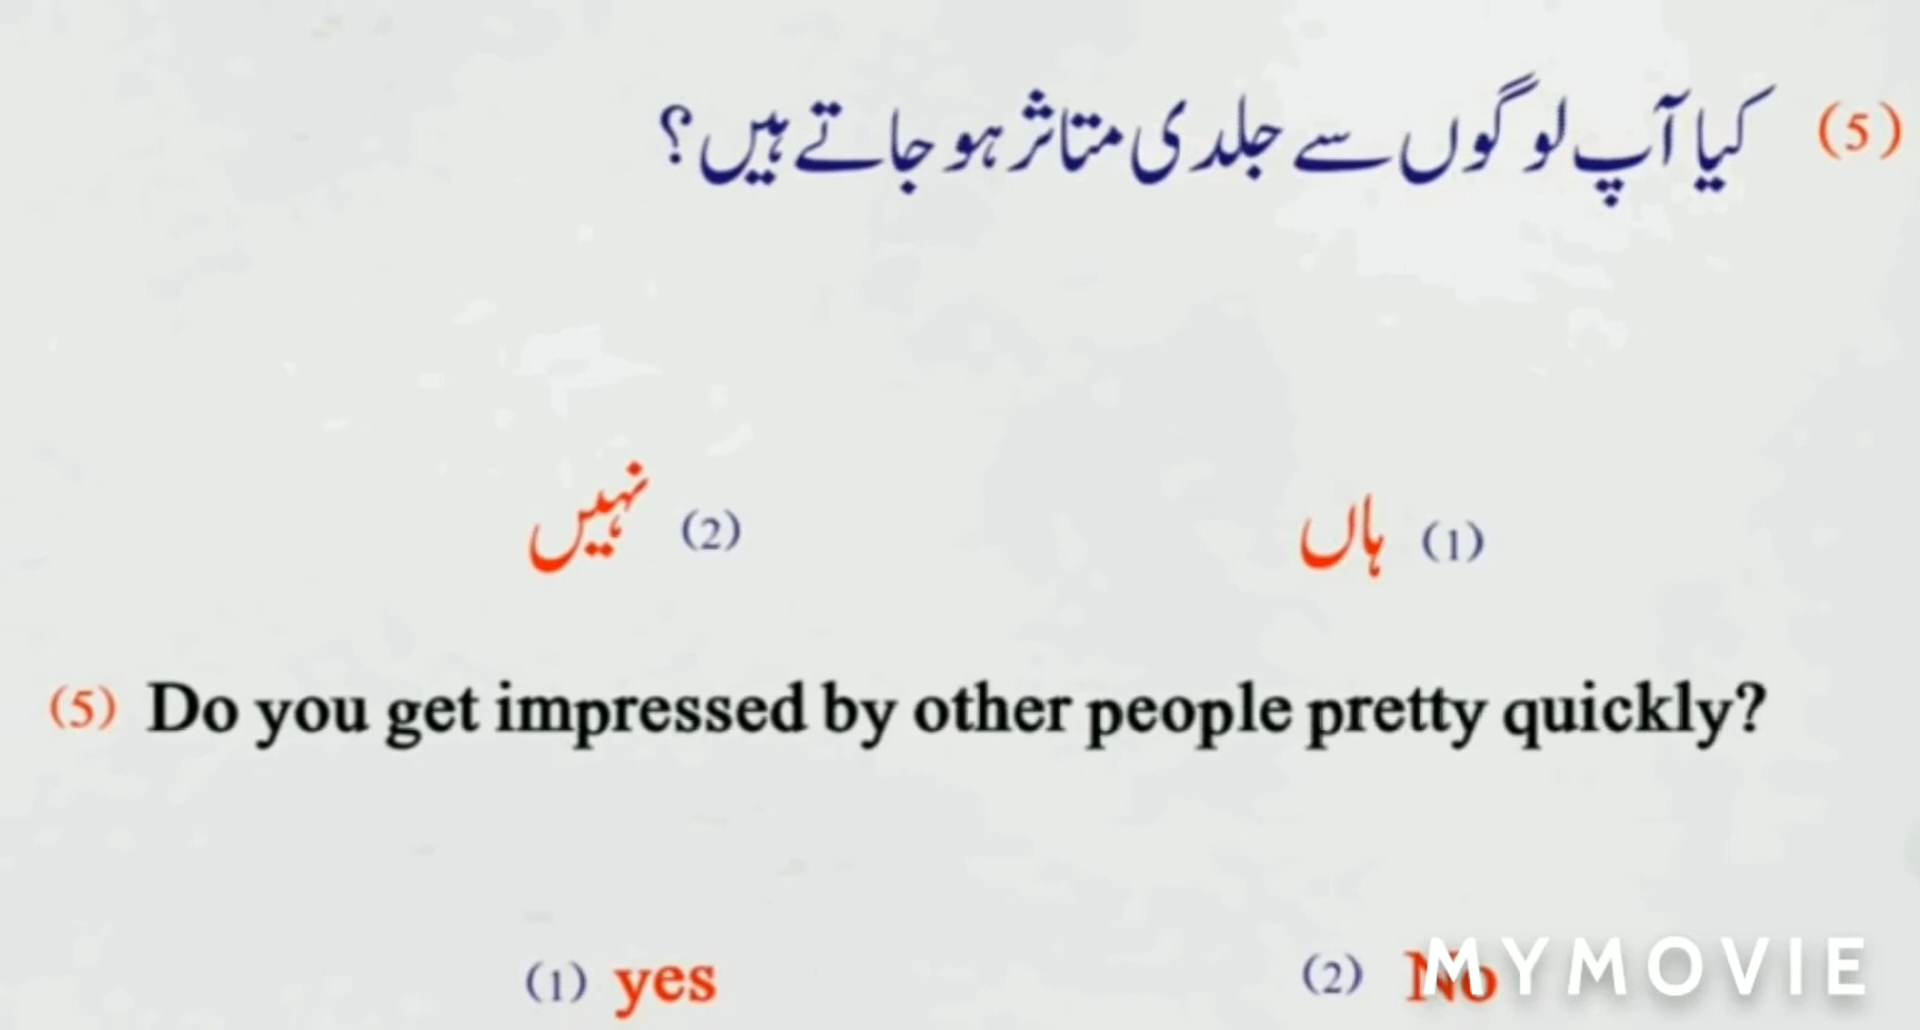 (5) کیا آپ لوگوں سے جلدی متاثر ہو جاتے ہیں؟
(1) ہاں (2) نہیں
(5) Do you get impressed by other people pretty quickly?
(1) yes (2) No
MYMOVIE